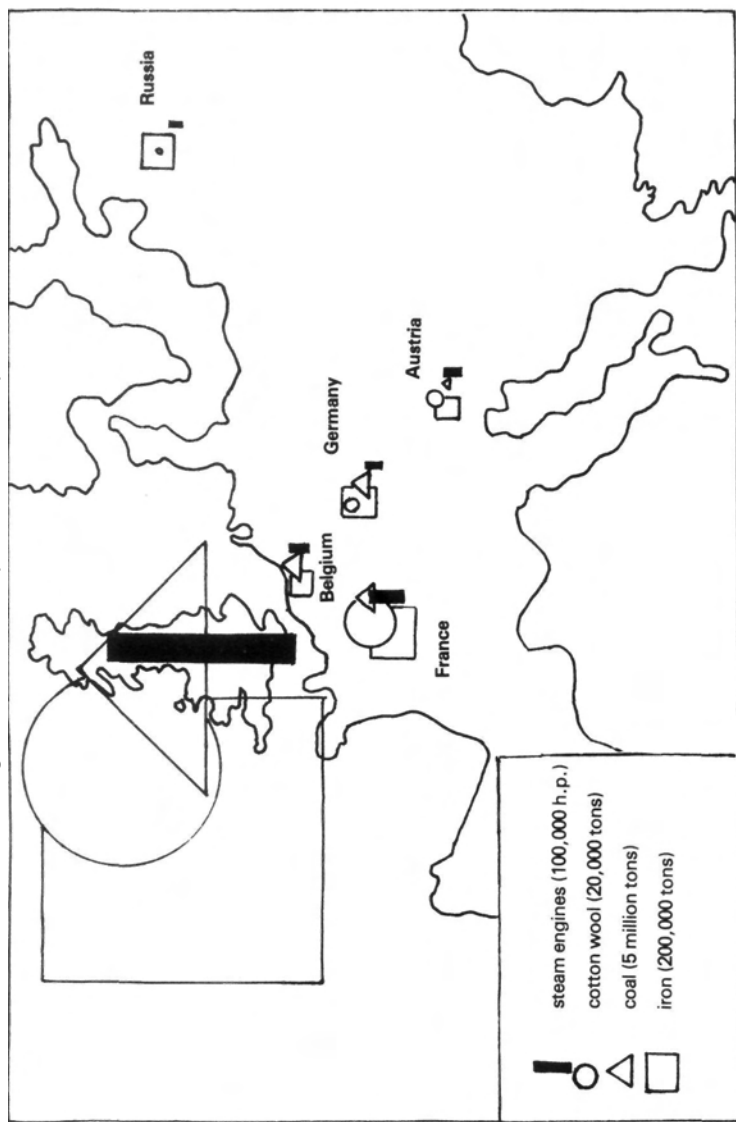 Russia
Germany
Austria
Belgium
France
steam engines (100,000 h.p.)
cotton wool (20,000 tons)
coal (5 million tons)
iron (200,000 tons)